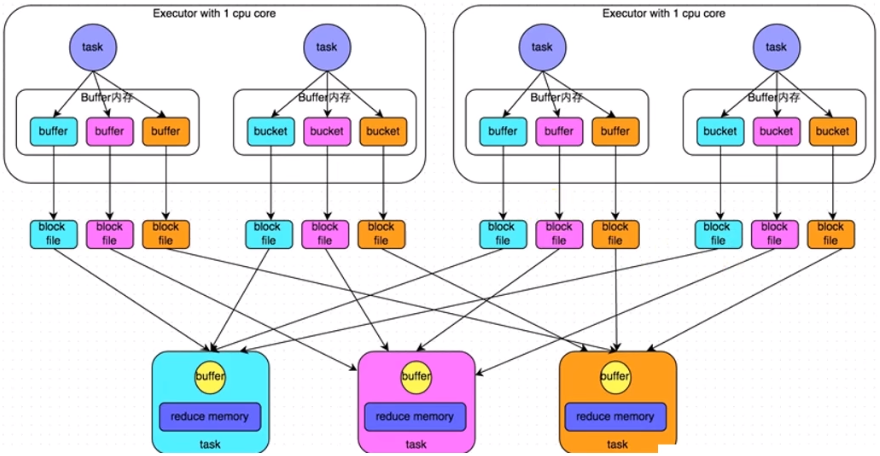 Executor with 1 cpu core
Executor with 1 cpu core
task
task
task
task
Buffer内存
Buffer内存
Buffer内存
Buffer内存
buffer
buffer
buffer
bucket
bucket
bucket
buffer
buffer
buffer
bucket
bucket
bucket
block
file
block
file
block
file
block
file
block
file
block
file
block
file
block
file
block
file
block
file
block
file
block
file
buffer
reduce memory
task
buffer
reduce memory
task
buffer
reduce memory
task